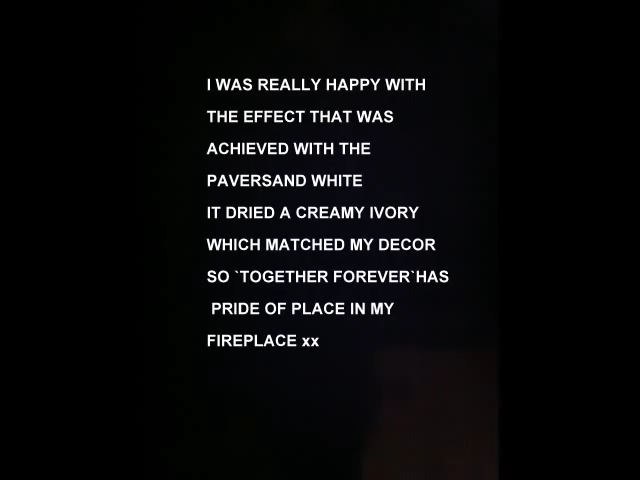 I WAS REALLY HAPPY WITH
THE EFFECT THAT WAS
ACHIEVED WITH THE
PAVERSAND WHITE
IT DRIED A CREAMY IVORY
WHICH MATCHED MY DECOR
SO `TOGETHER FOREVER`HAS
PRIDE OF PLACE IN MY
FIREPLACE xx